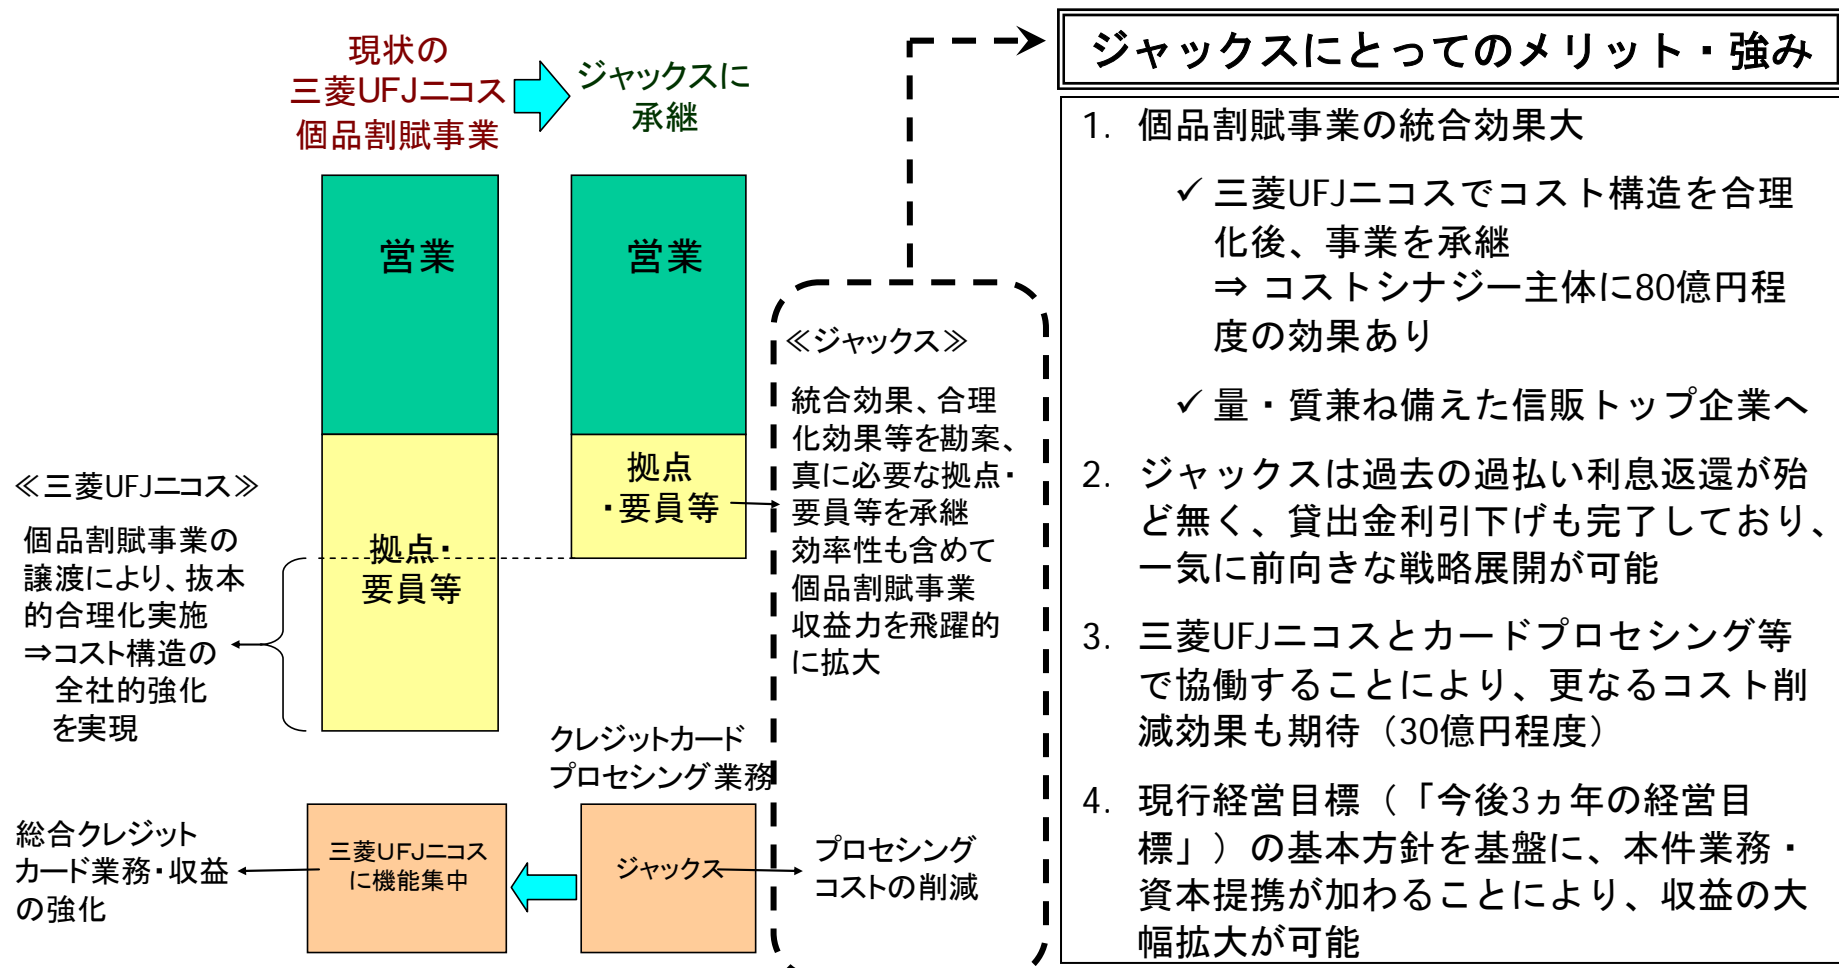 現状の
三菱UFJニコス
個品割賦事業
ジャックスに
承継
営業
営業
拠点・
要員等
拠点
・要員等
≪三菱UFJニコス≫
個品割賦事業の
譲渡により、抜本
的合理化実施
⇒コスト構造の
全社的強化
を実現
≪ジャックス≫
統合効果、合理
化効果等を勘案、
真に必要な拠点・
要員等を承継
効率性も含めて
個品割賦事業
収益力を飛躍的
に拡大
クレジットカード
プロセシング業務
総合クレジット
カード業務・収益
の強化
三菱UFJニコス
に機能集中
ジャックス
プロセシング
コストの削減
ジャックスにとってのメリット・強み
1. 個品割賦事業の統合効果大
✓ 三菱UFJニコスでコスト構造を合理
化後、事業を承継
⇒ コストシナジー主体に80億円程
度の効果あり
✓ 量・質兼ね備えた信販トップ企業へ
2. ジャックスは過去の過払い利息返還が殆
ど無く、貸出金利引下げも完了しており、
一気に前向きな戦略展開が可能
3. 三菱UFJニコスとカードプロセシング等
で協働することにより、更なるコスト削
減効果も期待（30億円程度）
4. 現行経営目標（「今後3ヵ年の経営目
標」）の基本方針を基盤に、本件業務・
資本提携が加わることにより、収益の大
幅拡大が可能